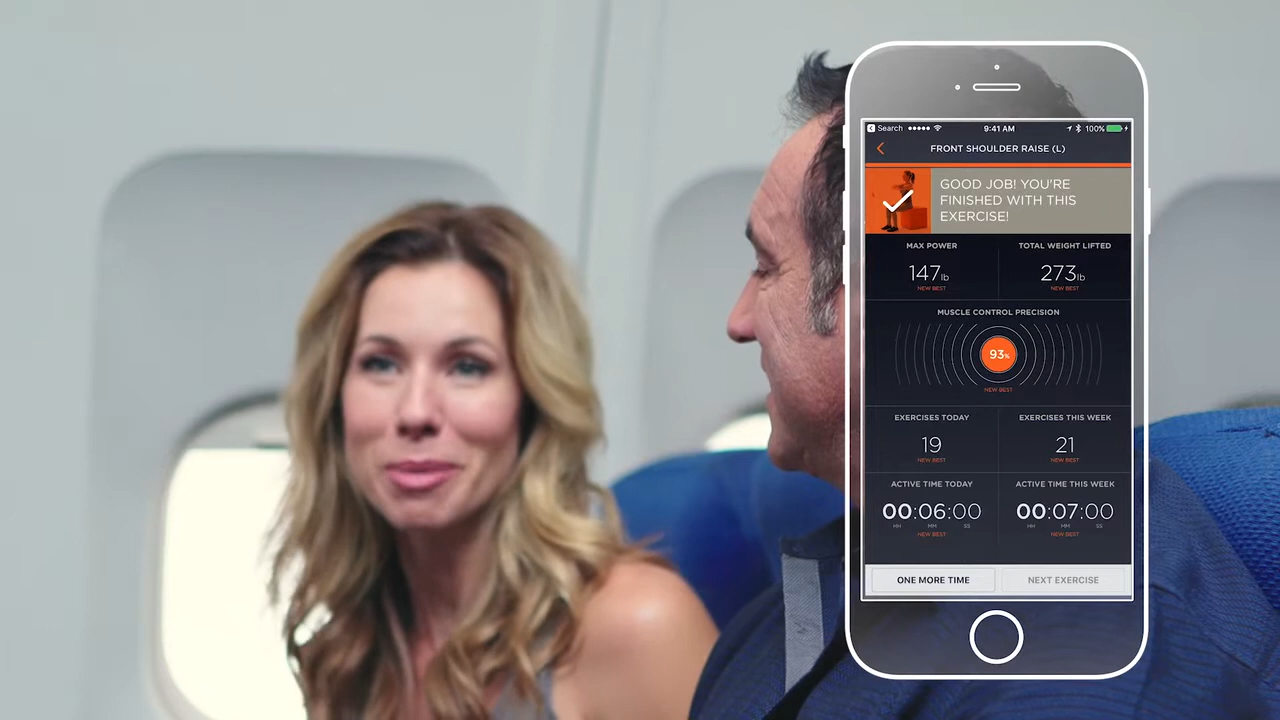 Search 9:41 AM 100%
FRONT SHOULDER RAISE (L)
GOOD JOB! YOU'RE
FINISHED WITH THIS
EXERCISE!
MAX POWER TOTAL WEIGHT LIFTED
147lb 273lb
NEW BEST NEW BEST
MUSCLE CONTROL PRECISION
93%
NEW BEST
EXERCISES TODAY EXERCISES THIS WEEK
19 21
NEW BEST NEW BEST
ACTIVE TIME TODAY ACTIVE TIME THIS WEEK
00:06:00 00:07:00
HH MM SS HH MM SS
NEW BEST NEW BEST
ONE MORE TIME NEXT EXERCISE